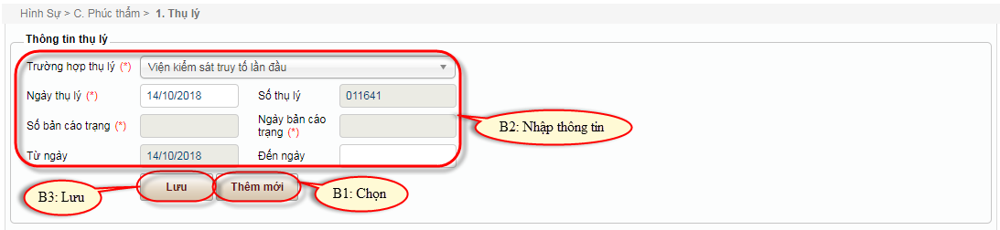 Hình Sự > C. Phúc thẩm > 1. Thụ lý
Thông tin thụ lý
Trường hợp thụ lý (*) Viện kiểm sát truy tố lần đầu
Ngày thụ lý (*) 14/10/2018 Số thụ lý 011641
Số bản cáo trạng (*) Ngày bản cáo
trạng (*)
B2: Nhập thông tin
Từ ngày 14/10/2018 Đến ngày
Lưu Thêm mới
B3: Lưu
B1: Chọn